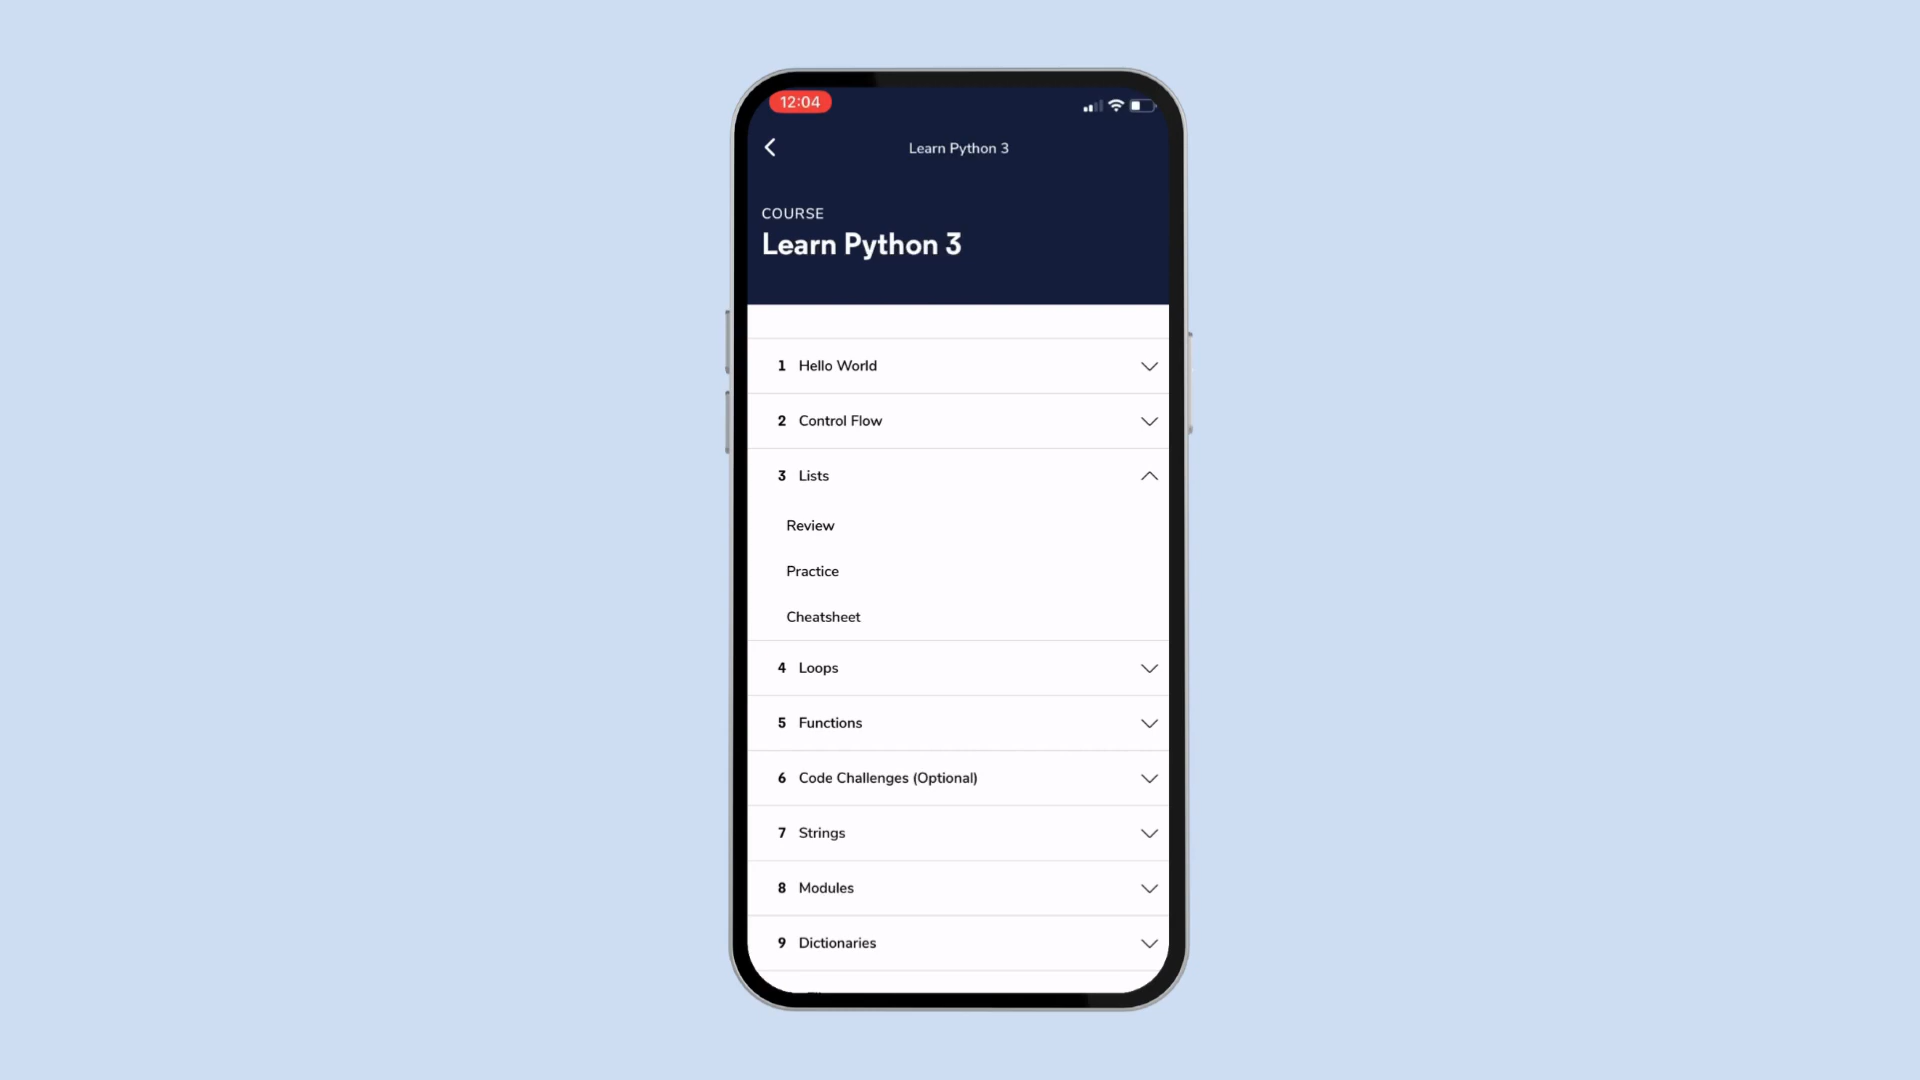 12:04
Learn Python 3
COURSE
Learn Python 3
1 Hello World
2 Control Flow
3 Lists
Review
Practice
Cheatsheet
4 Loops
5 Functions
6 Code Challenges (Optional)
7 Strings
8 Modules
9 Dictionaries